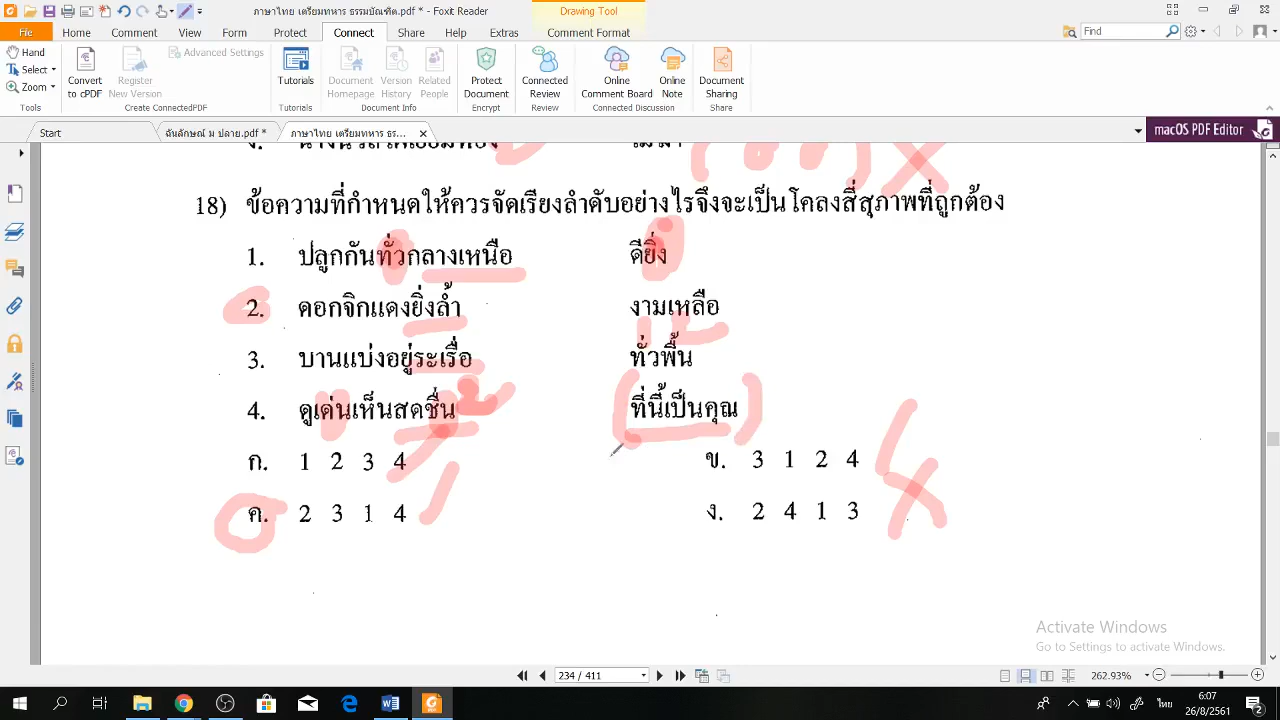 ภาษาไทย เตรียมทหาร ธรรมบัณฑิต.pdf * - Foxit Reader
Drawing Tool
File Home Comment View Form Protect Connect Share Help Extras Comment Format Find
Hand
Select
Zoom
Tools
Convert to cPDF
Register New Version
Advanced Settings
Create ConnectedPDF
Tutorials
Tutorials
Document Homepage
Version History
Related People
Document Info
Protect Document
Encrypt
Connected Review
Review
Online Comment Board
Online Note
Connected Discussion
Document Sharing
Share
Start ฉันลักษณ์ ม ปลาย.pdf * ภาษาไทย เตรียมทหาร ธร... macOS PDF Editor
18) ข้อความที่กำหนดให้ควรจัดเรียงลำดับอย่างไรจึงจะเป็นโคลงสี่สุภาพที่ถูกต้อง
1. ปลูกกันทั่วกลางเหนือ ดียิ่ง
2. ดอกจิกแดงยิ่งล้ำ งามเหลือ
3. บานแบ่งอยู่ระเรื่อ ทั่วพื้น
4. ดูเด่นเห็นสดชื่น ที่นี้เป็นคุณ
ก. 1 2 3 4 ข. 3 1 2 4
ค. 2 3 1 4 ง. 2 4 1 3
Activate Windows
Go to Settings to activate Windows.
234 / 411 262.93%
6:07
26/8/2561